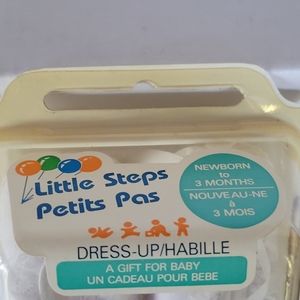 Little Steps
Petits Pas
NEWBORN
to
3 MONTHS
NOUVEAU-NE
à
3 MOIS
DRESS-UP/HABILLE
A GIFT FOR BABY
UN CADEAU POUR BEBE